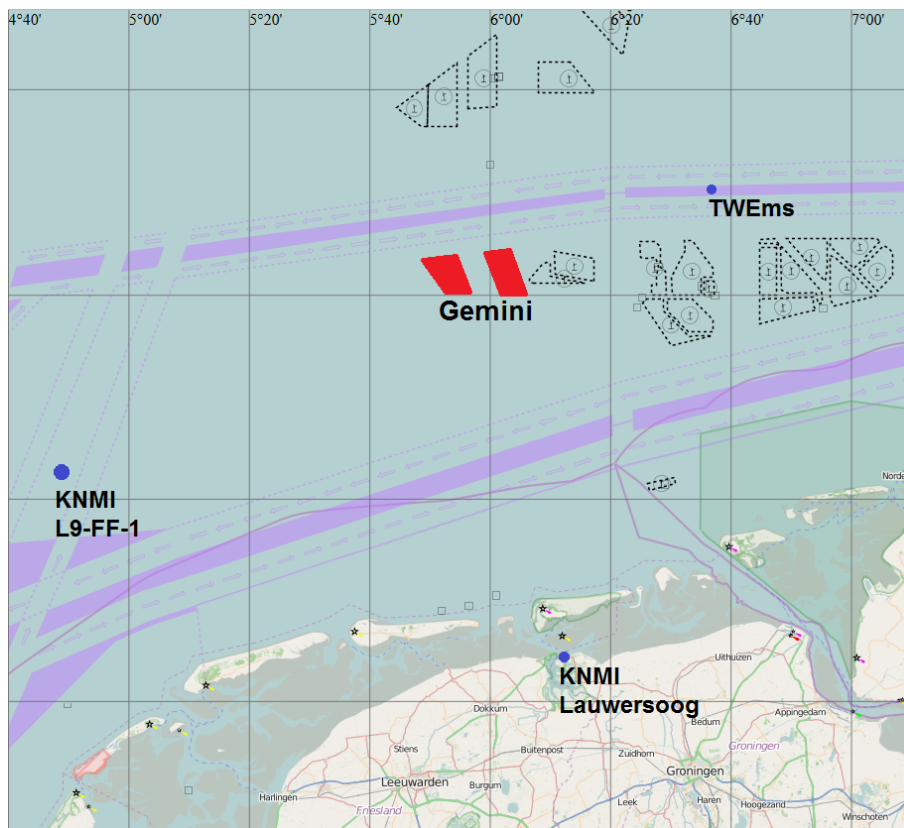 4°40' 5°00' 5°20' 5°40' 6°00' 6°20' 6°40' 7°00'
TWEms
Gemini
KNMI
L9-FF-1
Norde
Uithuizen
KNMI
Lauwersoog
Dokkum
Appingedam
Bedum
Stiens
Buitenpost
Zuidhorn
Groningen
Leeuwarden
Burgum
Groningen
Harlingen
Leek
Haren
Hoogezand
Friesland
Winschoten